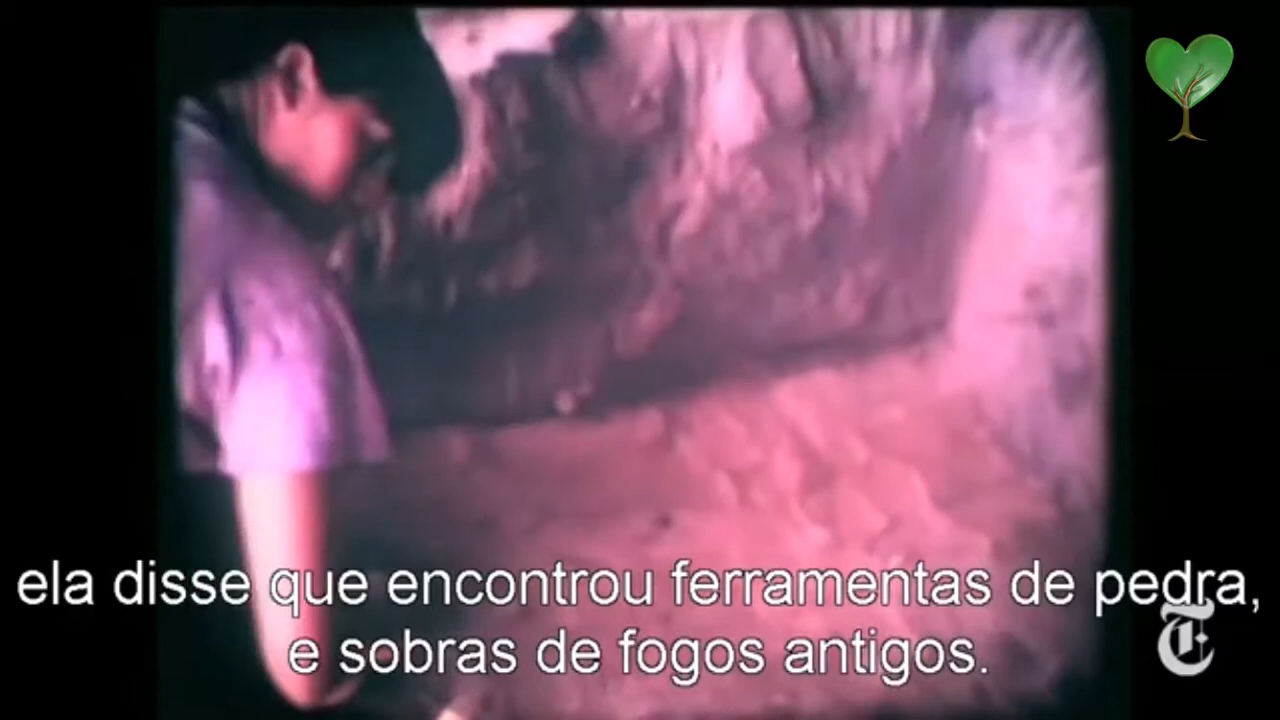 ela disse que encontrou ferramentas de pedra,
e sobras de fogos antigos.
T